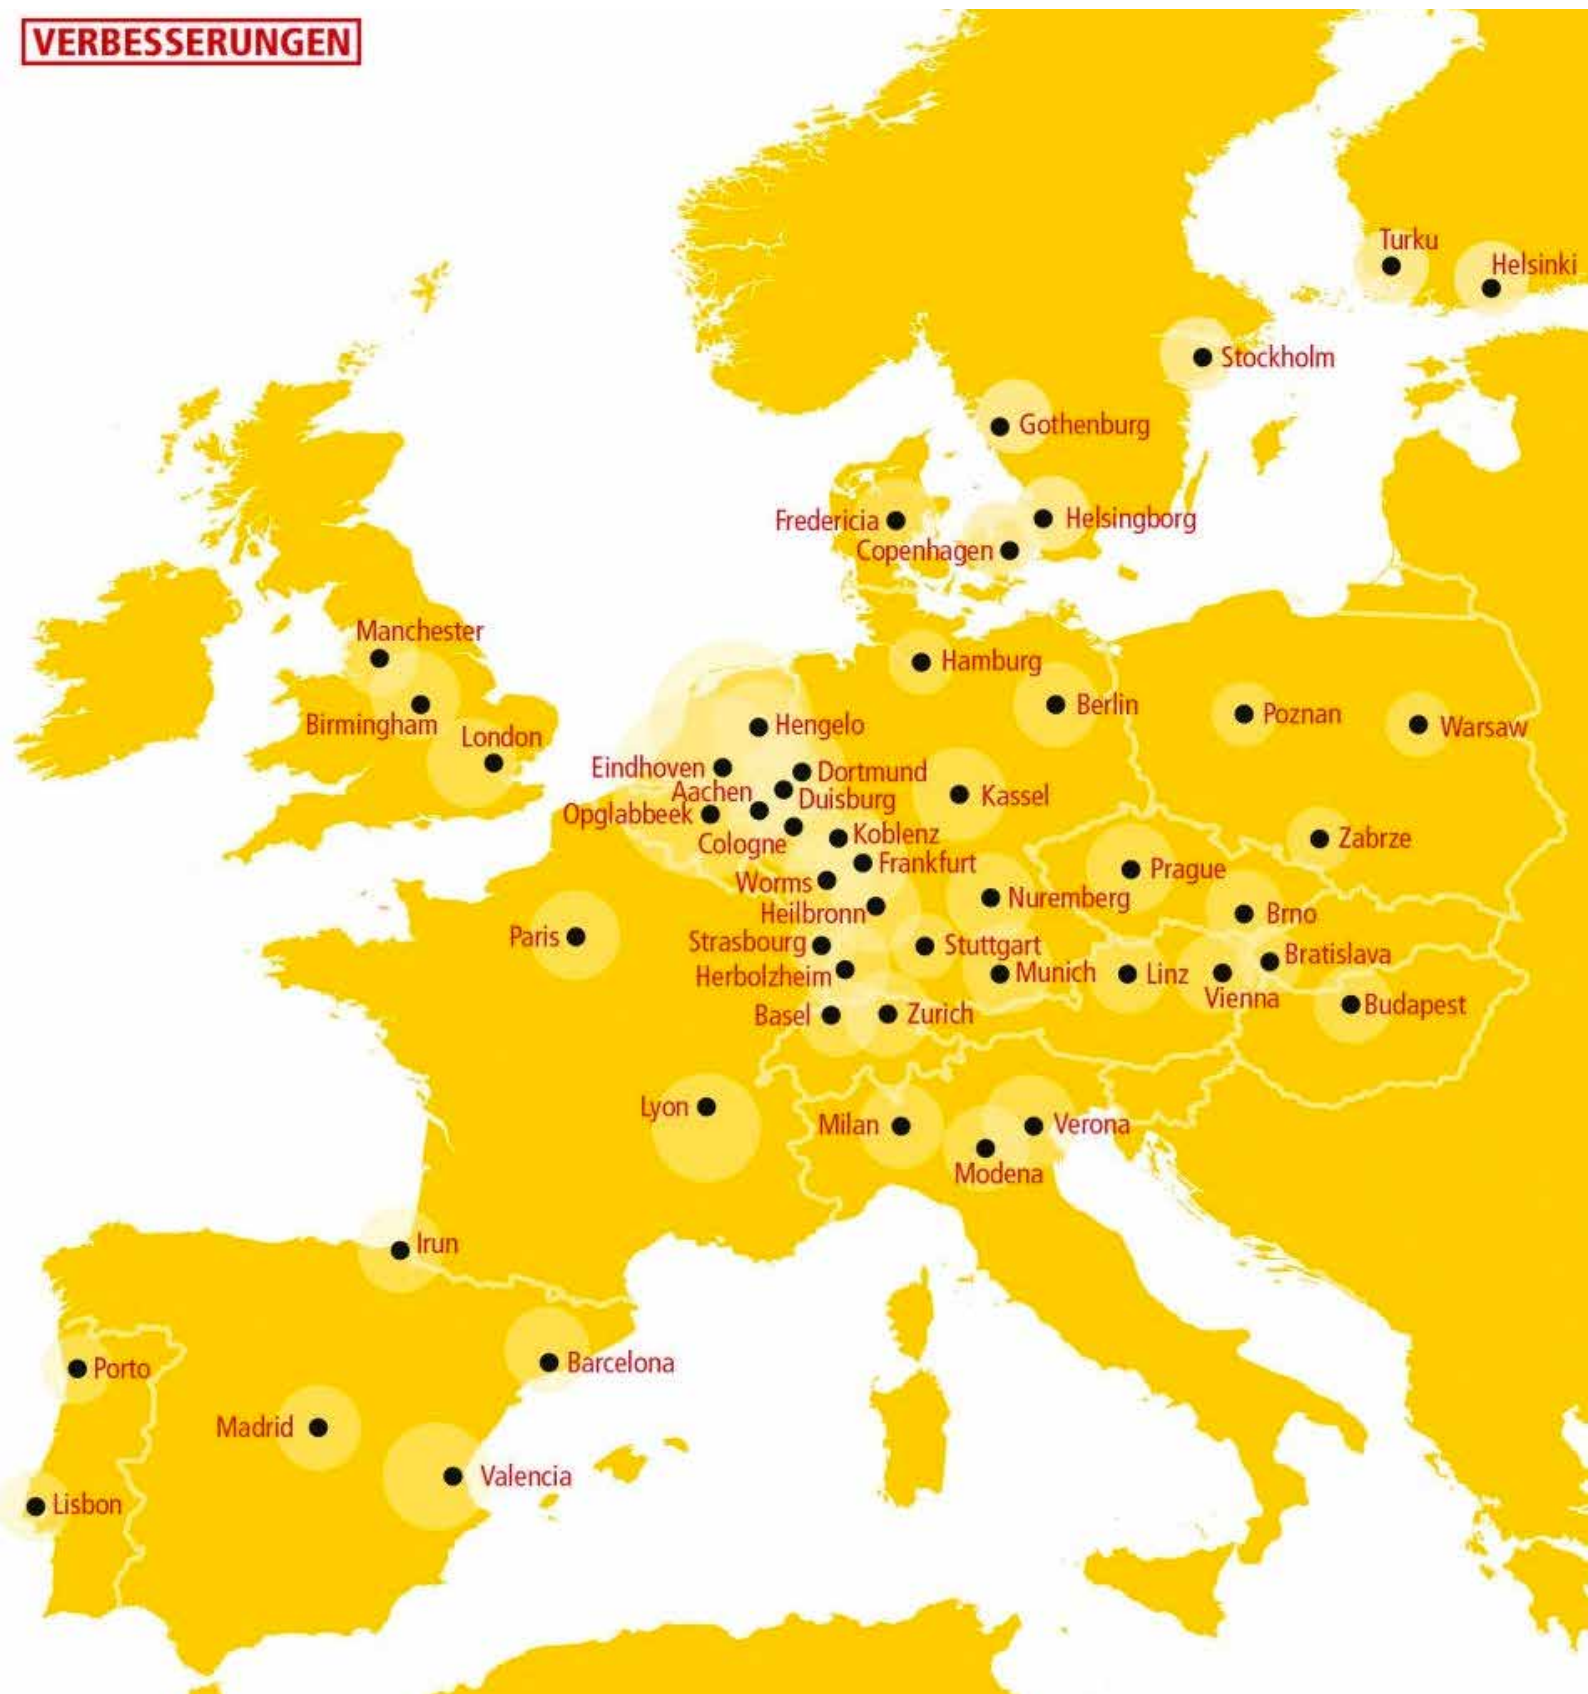 VERBESSERUNGEN
Turku
Helsinki
Stockholm
Gothenburg
Fredericia
Helsingborg
Copenhagen
Manchester
Hamburg
Birmingham
London
Hengelo
Berlin
Poznan
Warsaw
Eindhoven
Dortmund
Aachen
Duisburg
Kassel
Opglabbeek
Cologne
Koblenz
Zabrze
Frankfurt
Prague
Worms
Nuremberg
Heilbronn
Brno
Paris
Strasbourg
Stuttgart
Bratislava
Herbolzheim
Munich
Linz
Vienna
Budapest
Basel
Zurich
Lyon
Milan
Verona
Modena
Irun
Porto
Barcelona
Madrid
Valencia
Lisbon